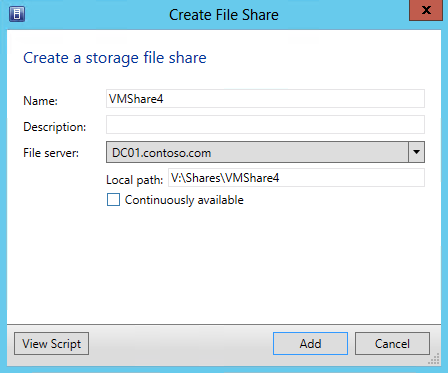 Create File Share
x
Create a storage file share
Name: VMShare4
Description:
File server: DC01.contoso.com
Local path: V:\Shares\VMShare4
Continuously available
View Script Add Cancel